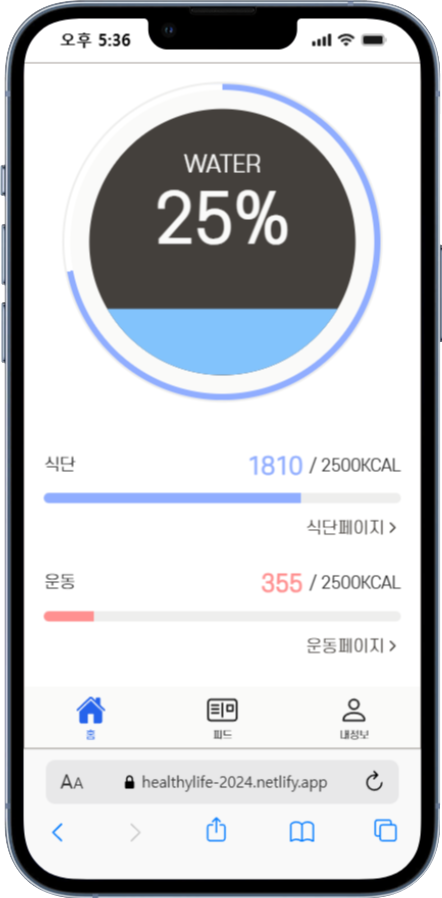 오후 5:36
WATER
25%
식단 1810 / 2500KCAL
식단페이지 >
운동 355 / 2500KCAL
운동페이지 >
홈 피드 내정보
AA healthylife-2024.netlify.app